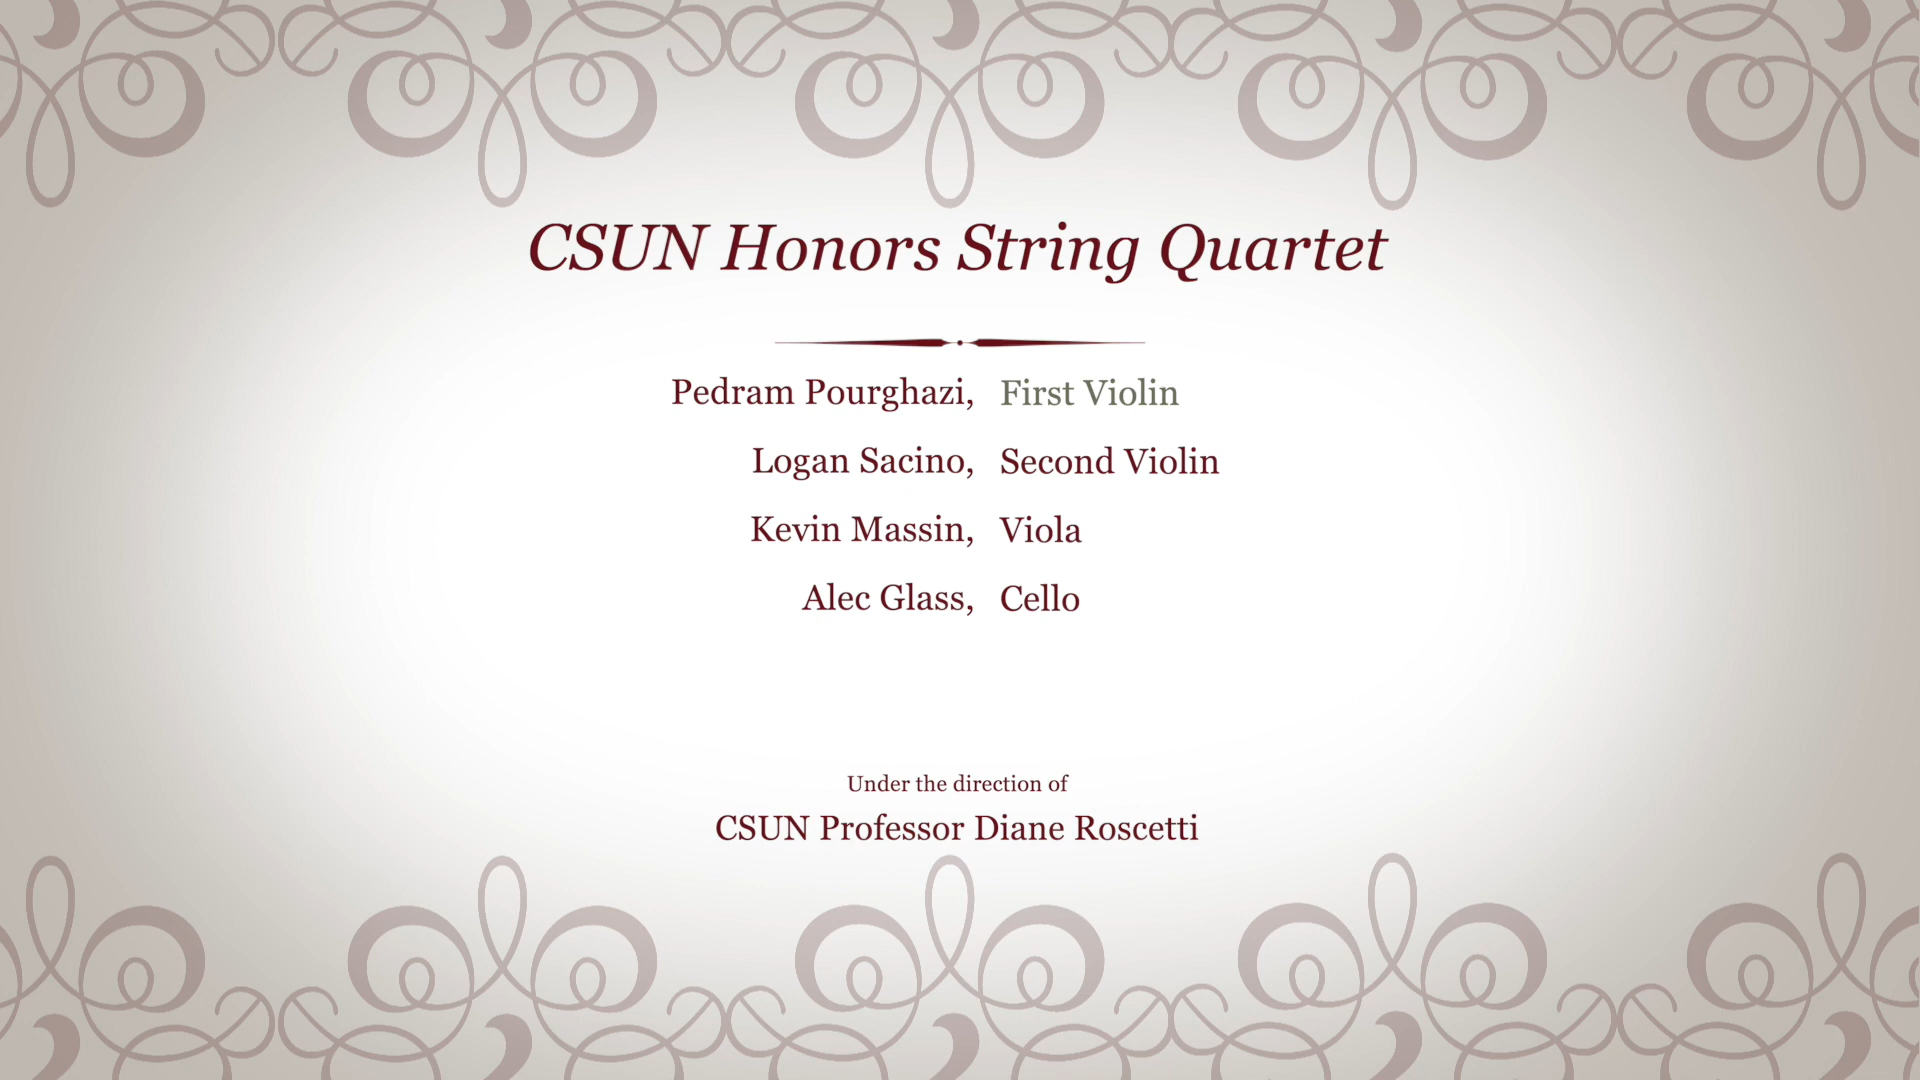 CSUN Honors String Quartet
Pedram Pourghazi, First Violin
Logan Sacino, Second Violin
Kevin Massin, Viola
Alec Glass, Cello
Under the direction of
CSUN Professor Diane Roscetti